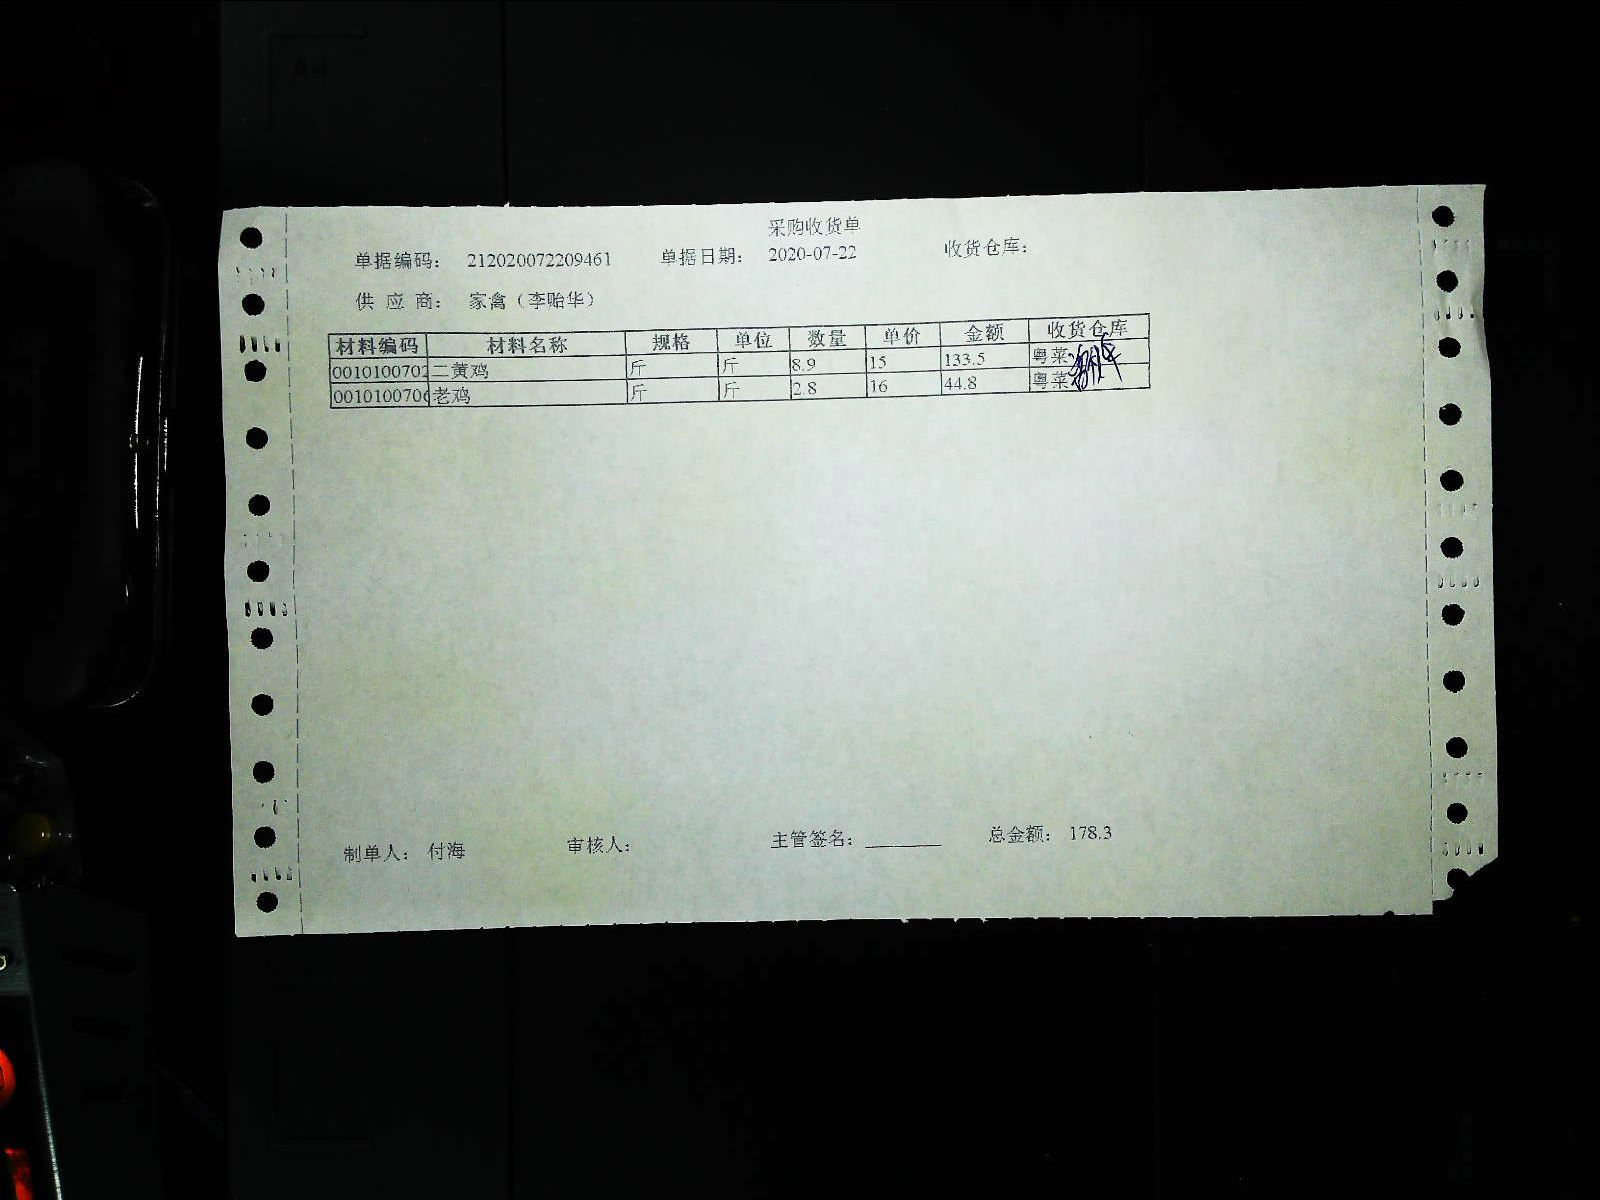 采购收货单
单据编码： 212020072209461 单据日期： 2020-07-22 收货仓库：
供 应 商： 家禽（李贻华）
材料编码 材料名称 规格 单位 数量 单价 金额 收货仓库
0010100702 二黄鸡 斤 斤 8.9 15 133.5 粤菜
0010100706 老鸡 斤 斤 2.8 16 44.8 粤菜
制单人： 付海 审核人： 主管签名： 总金额： 178.3